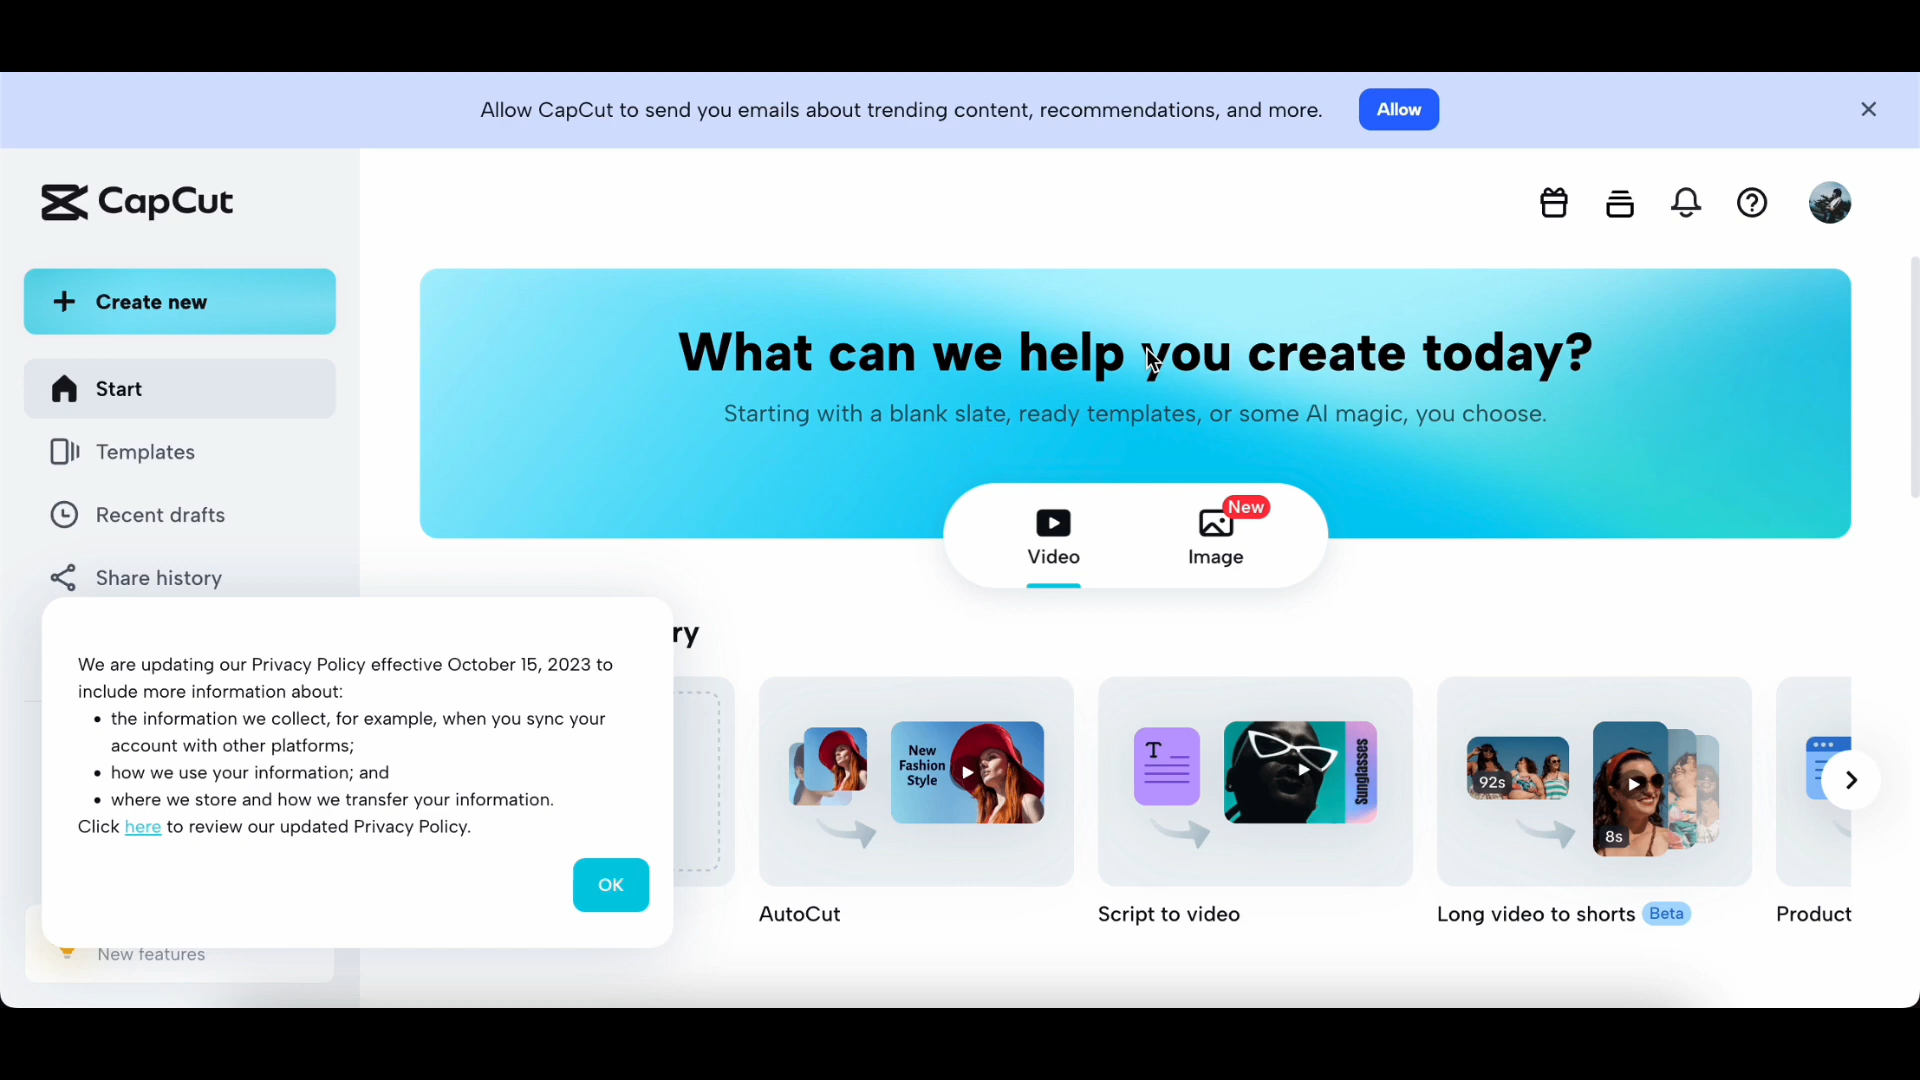 Allow CapCut to send you emails about trending content, recommendations, and more.
Allow
CapCut
Create new
Start
Templates
Recent drafts
Share history
What can we help you create today?
Starting with a blank slate, ready templates, or some AI magic, you choose.
Video
New
Image
ry
We are updating our Privacy Policy effective October 15, 2023 to
include more information about:
• the information we collect, for example, when you sync your
account with other platforms;
• how we use your information; and
• where we store and how we transfer your information.
Click here to review our updated Privacy Policy.
OK
New features
New
Fashion
Style
AutoCut
T
Sunglasses
Script to video
92s
8s
Long video to shorts
Beta
Product